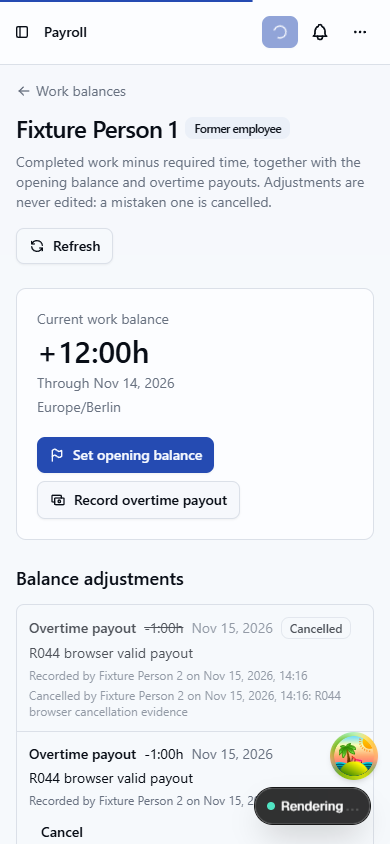 Payroll
Work balances
Fixture Person 1 Former employee
Completed work minus required time, together with the
opening balance and overtime payouts. Adjustments are
never edited: a mistaken one is cancelled.
Refresh
Current work balance
+12:00h
Through Nov 14, 2026
Europe/Berlin
Set opening balance
Record overtime payout
Balance adjustments
Overtime payout -1:00h Nov 15, 2026 Cancelled
R044 browser valid payout
Recorded by Fixture Person 2 on Nov 15, 2026, 14:16
Cancelled by Fixture Person 2 on Nov 15, 2026, 14:16: R044
browser cancellation evidence
Overtime payout -1:00h Nov 15, 2026
R044 browser valid payout
Recorded by Fixture Person 2 on Nov 15, 2
Rendering ...
Cancel